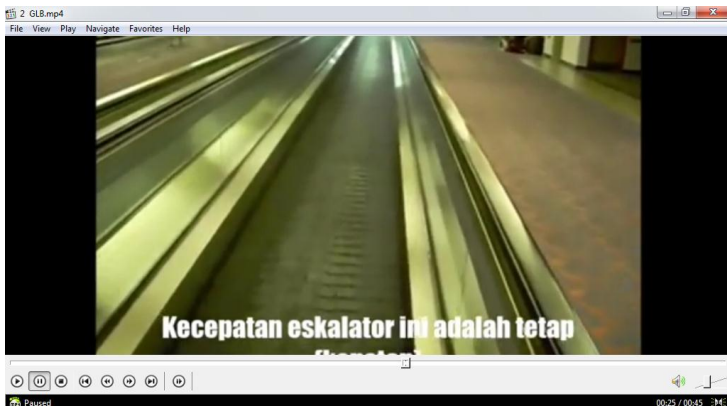 2 GLB.mp4
File View Play Navigate Favorites Help
Kecepatan eskalator ini adalah tetap
Paused
00:25 / 00:45